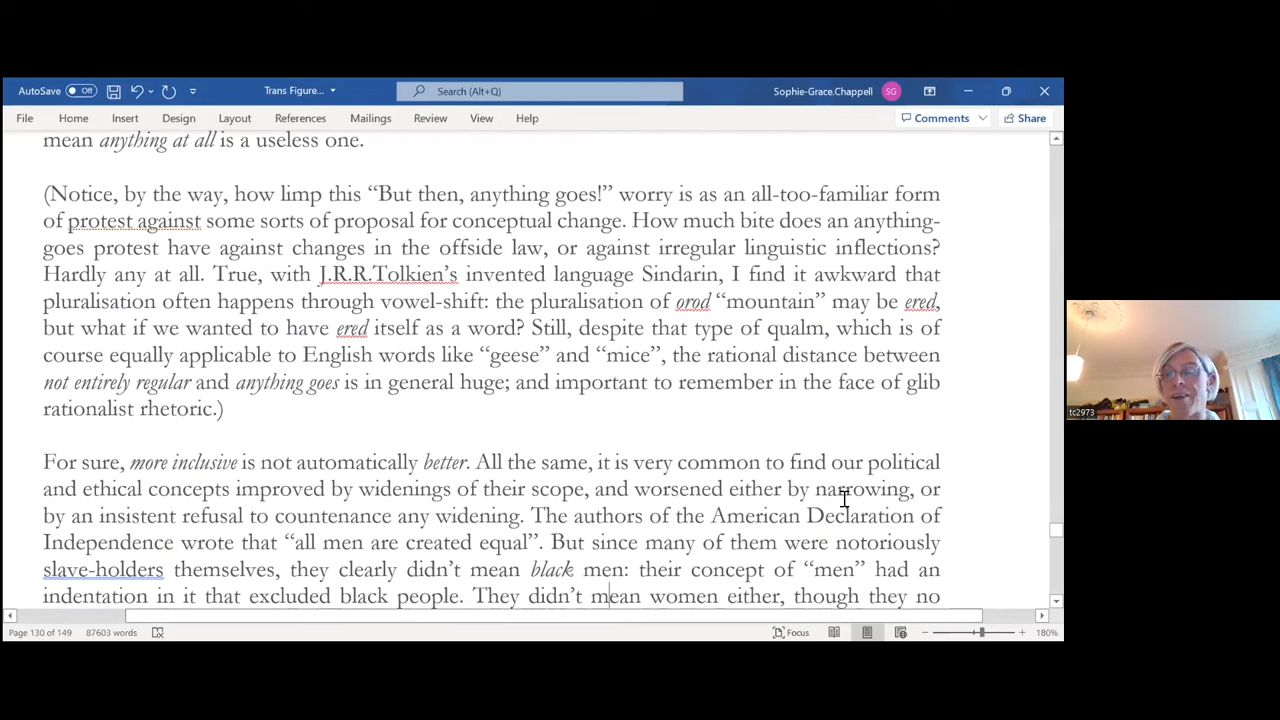 AutoSave Off Trans Figure... Search (Alt+Q) Sophie-Grace.Chappell SG
File Home Insert Design Layout References Mailings Review View Help Comments Share
mean anything at all is a useless one.
(Notice, by the way, how limp this “But then, anything goes!” worry is as an all-too-familiar form
of protest against some sorts of proposal for conceptual change. How much bite does an anything-
goes protest have against changes in the offside law, or against irregular linguistic inflections?
Hardly any at all. True, with J.R.R.Tolkien’s invented language Sindarin, I find it awkward that
pluralisation often happens through vowel-shift: the pluralisation of orod “mountain” may be ered,
but what if we wanted to have ered itself as a word? Still, despite that type of qualm, which is of
course equally applicable to English words like “geese” and “mice”, the rational distance between
not entirely regular and anything goes is in general huge; and important to remember in the face of glib
rationalist rhetoric.)
For sure, more inclusive is not automatically better. All the same, it is very common to find our political
and ethical concepts improved by widenings of their scope, and worsened either by narrowing, or
by an insistent refusal to countenance any widening. The authors of the American Declaration of
Independence wrote that “all men are created equal”. But since many of them were notoriously
slave-holders themselves, they clearly didn’t mean black men: their concept of “men” had an
indentation in it that excluded black people. They didn’t mean women either, though they no
Page 130 of 149 87603 words Focus 180%
tc2973